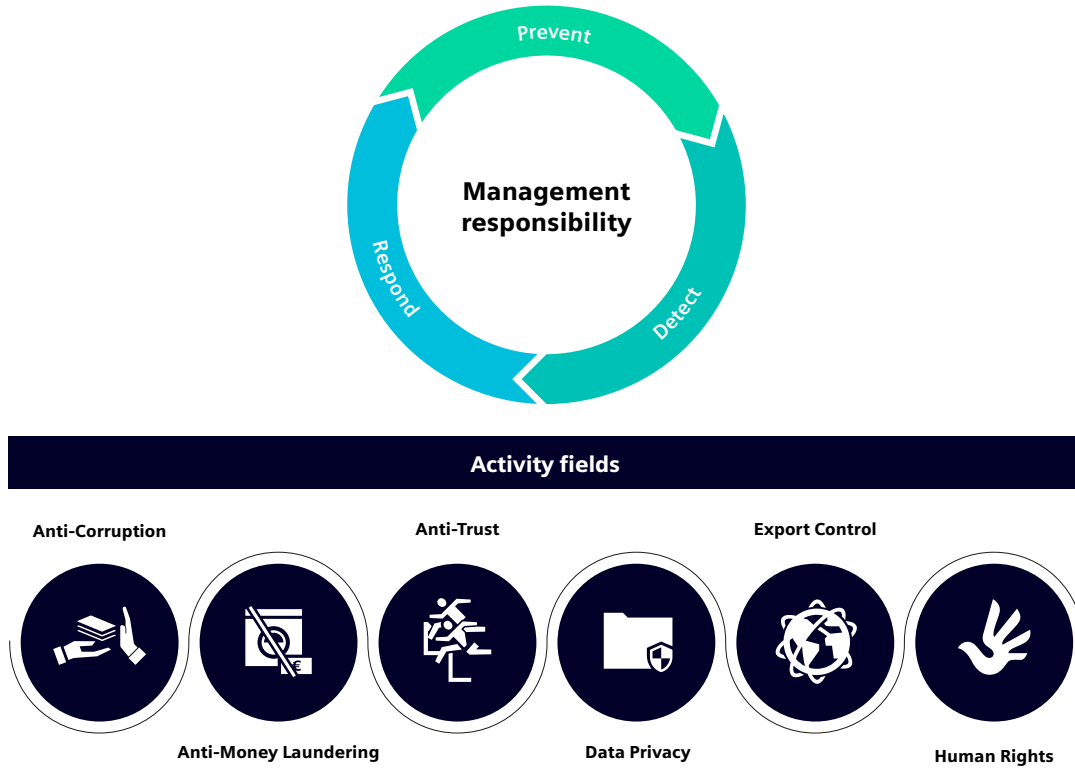 Prevent
Management
responsibility
Respond
Detect
Activity fields
Anti-Corruption
Anti-Trust
Export Control
€
Anti-Money Laundering
Data Privacy
Human Rights